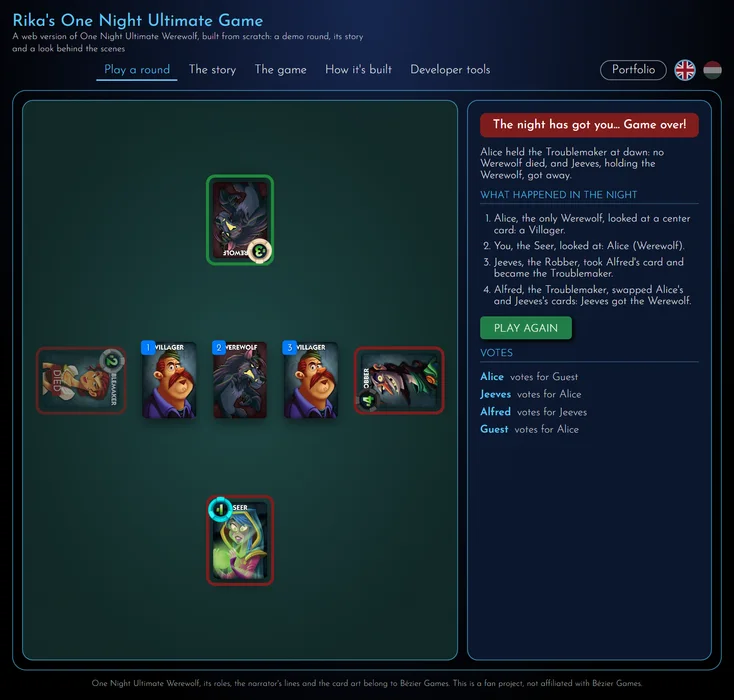 Rika's One Night Ultimate Game
A web version of One Night Ultimate Werewolf, built from scratch: a demo round, its story
and a look behind the scenes
Play a round
The story
The game
How it's built
Developer tools
Portfolio
WEREWOLF
3
2
DIED
BLEMAKER
1 VILLAGER
2 WEREWOLF
3 VILLAGER
OBBER
4
1
SEER
The night has got you... Game over!
Alice held the Troublemaker at dawn: no
Werewolf died, and Jeeves, holding the
Werewolf, got away.
WHAT HAPPENED IN THE NIGHT
1. Alice, the only Werewolf, looked at a center
card: a Villager.
2. You, the Seer, looked at: Alice (Werewolf).
3. Jeeves, the Robber, took Alfred's card and
became the Troublemaker.
4. Alfred, the Troublemaker, swapped Alice's
and Jeeves's cards: Jeeves got the Werewolf.
PLAY AGAIN
VOTES
Alice votes for Guest
Jeeves votes for Alice
Alfred votes for Jeeves
Guest votes for Alice
One Night Ultimate Werewolf, its roles, the narrator's lines and the card art belong to Bézier Games. This is a fan project, not affiliated with Bézier Games.